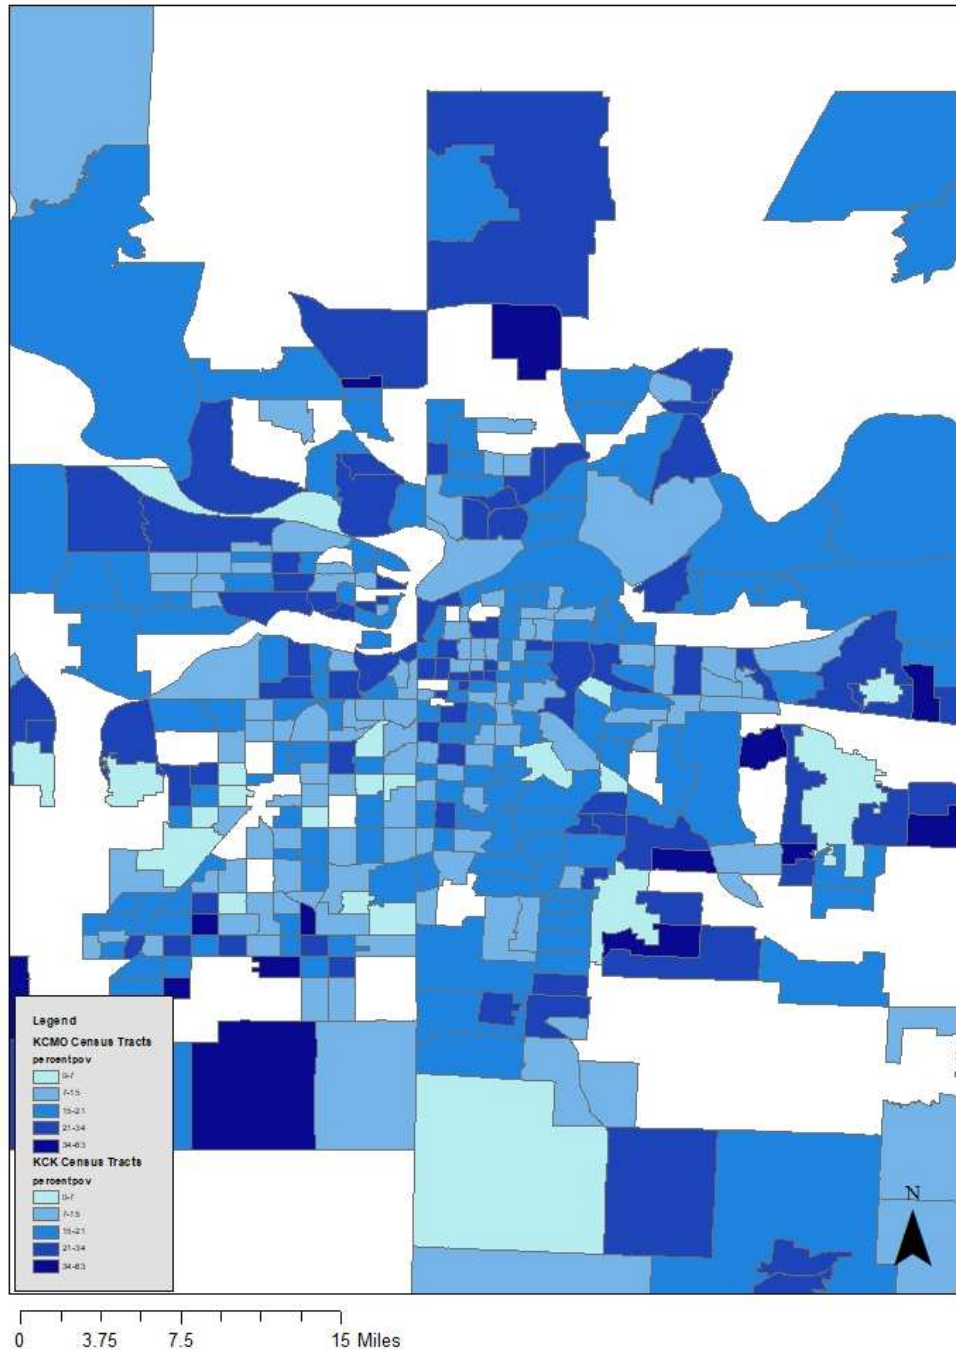 Legend
KCMO Census Tracts
percentpov
0-7
7-15
15-21
21-34
34-63
KCK Census Tracts
percentpov
0-7
7-15
15-21
21-34
34-63
N
0 3.75 7.5 15 Miles